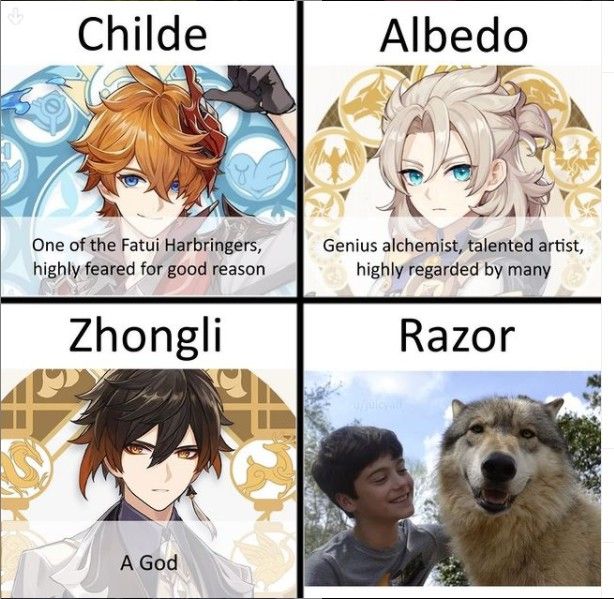 Childe
Albedo
One of the Fatui Harbringers,
highly feared for good reason
Genius alchemist, talented artist,
highly regarded by many
Zhongli
Razor
A God